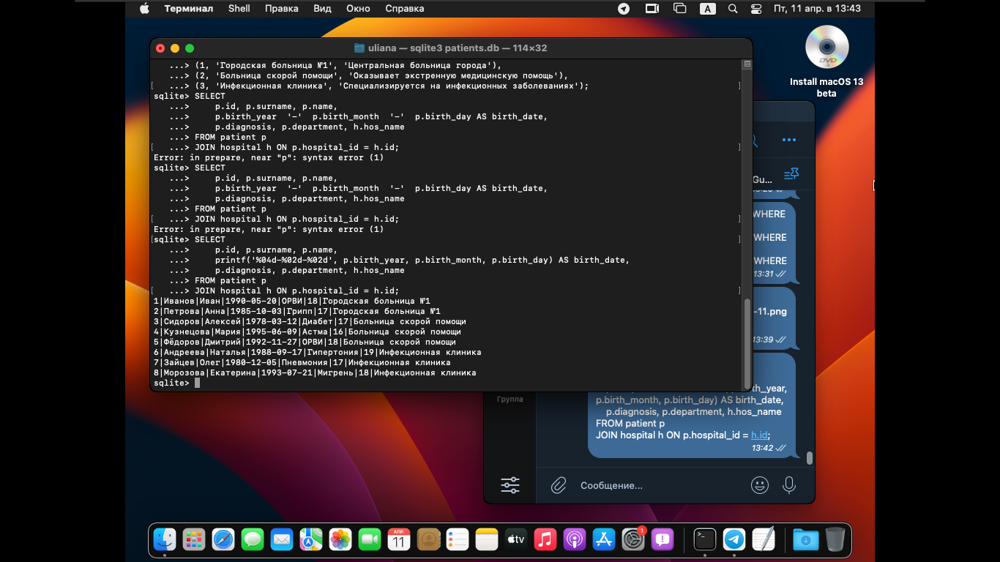 Терминал Shell Правка Вид Окно Справка A Пт, 11 апр. в 13:43
uliana — sqlite3 patients.db — 114×32
...> (1, 'Городская больница №1', 'Центральная больница города'),
...> (2, 'Больница скорой помощи', 'Оказывает экстренную медицинскую помощь'),
[ ...> (3, 'Инфекционная клиника', 'Специализируется на инфекционных заболеваниях'); ]
sqlite> SELECT
...> p.id, p.surname, p.name,
...> p.birth_year '-' p.birth_month '-' p.birth_day AS birth_date,
...> p.diagnosis, p.department, h.hos_name
...> FROM patient p
[ ...> JOIN hospital h ON p.hospital_id = h.id; ]
Error: in prepare, near "p": syntax error (1)
sqlite> SELECT
...> p.id, p.surname, p.name,
...> p.birth_year '-' p.birth_month '-' p.birth_day AS birth_date,
...> p.diagnosis, p.department, h.hos_name
...> FROM patient p
[ ...> JOIN hospital h ON p.hospital_id = h.id; ]
Error: in prepare, near "p": syntax error (1)
[sqlite> SELECT ]
...> p.id, p.surname, p.name,
...> printf('%04d-%02d-%02d', p.birth_year, p.birth_month, p.birth_day) AS birth_date,
...> p.diagnosis, p.department, h.hos_name
...> FROM patient p
[ ...> JOIN hospital h ON p.hospital_id = h.id; ]
1|Иванов|Иван|1990-05-20|ОРВИ|18|Городская больница №1
2|Петрова|Анна|1985-10-03|Грипп|17|Городская больница №1
3|Сидоров|Алексей|1978-03-12|Диабет|17|Больница скорой помощи
4|Кузнецова|Мария|1995-06-09|Астма|16|Больница скорой помощи
5|Фёдоров|Дмитрий|1992-11-27|ОРВИ|18|Больница скорой помощи
6|Андреева|Наталья|1988-09-17|Гипертония|19|Инфекционная клиника
7|Зайцев|Олег|1980-12-05|Пневмония|17|Инфекционная клиника
8|Морозова|Екатерина|1993-07-21|Мигрень|18|Инфекционная клиника
sqlite>
DVD
Install macOS 13
beta
Gu...
WHERE
WHERE
WHERE
13:31
-11.png
13:39
th_year,
p.birth_month, p.birth_day) AS birth_date,
p.diagnosis, p.department, h.hos_name
FROM patient p
JOIN hospital h ON p.hospital_id = h.id;
13:42
Группа
Сообщение...
АПР.
11
tv
1